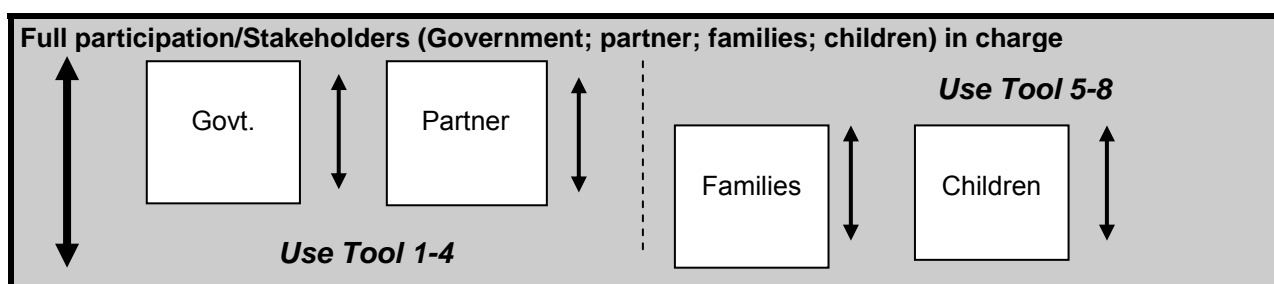 Full participation/Stakeholders (Government; partner; families; children) in charge
Use Tool 5-8
Govt.
Partner
Families
Children
Use Tool 1-4